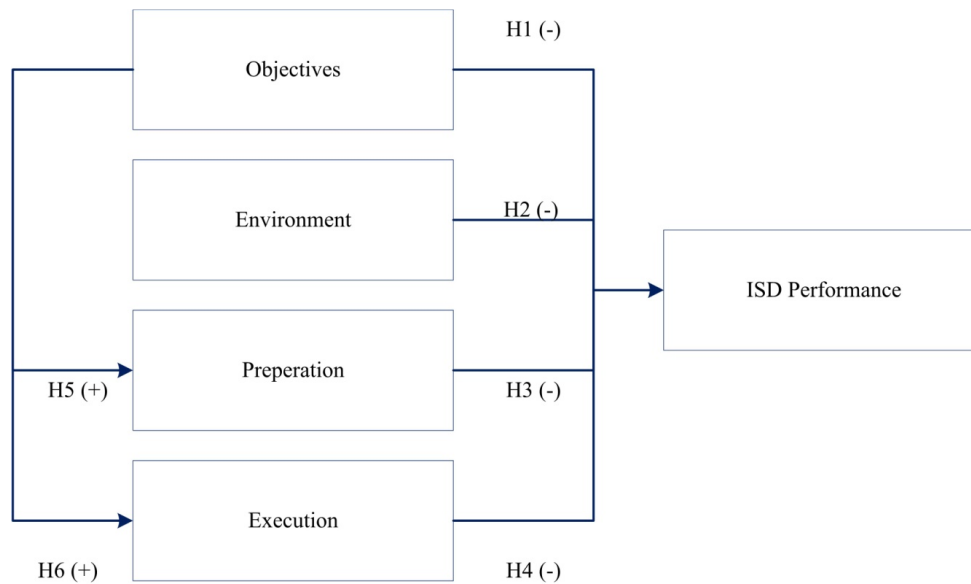 H1 (-)
Objectives
H2 (-)
Environment
ISD Performance
Preperation
H5 (+)
H3 (-)
Execution
H6 (+)
H4 (-)